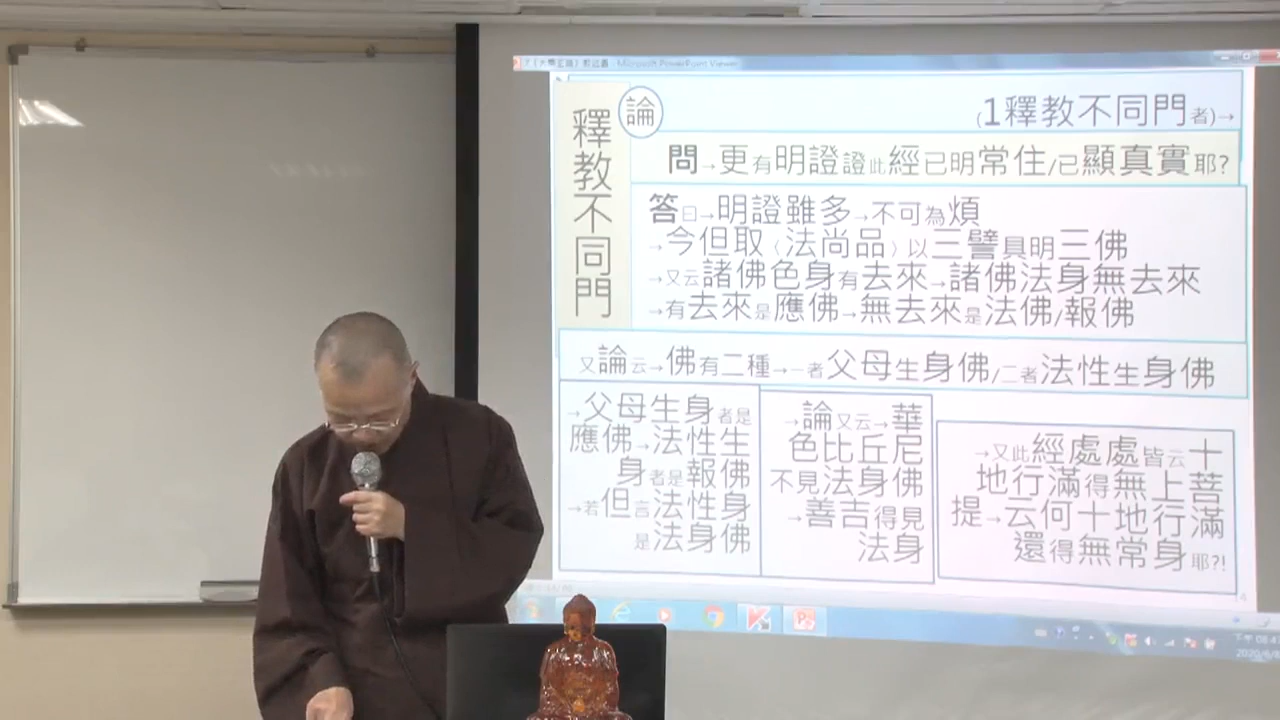 Microsoft PowerPoint Viewer
釋教不同門
論
(1釋教不同門者)→
問→更有明證證此經已明常住/已顯真實耶?
答曰→明證雖多→不可為煩
→今但取〈法尚品〉以三譬具明三佛
→又云諸佛色身有去來→諸佛法身無去來
→有去來是應佛→無去來是法佛/報佛
又論云→佛有二種→一者父母生身佛/二者法性生身佛
→父母生身者是
應佛→法性生
身者是報佛
→若但言法性身
是法身佛
→論又云→華
色比丘尼
不見法身佛
→善吉得見
法身
→又此經處處皆云十
地行滿得無上菩
提→云何十地行滿
還得無常身耶?!